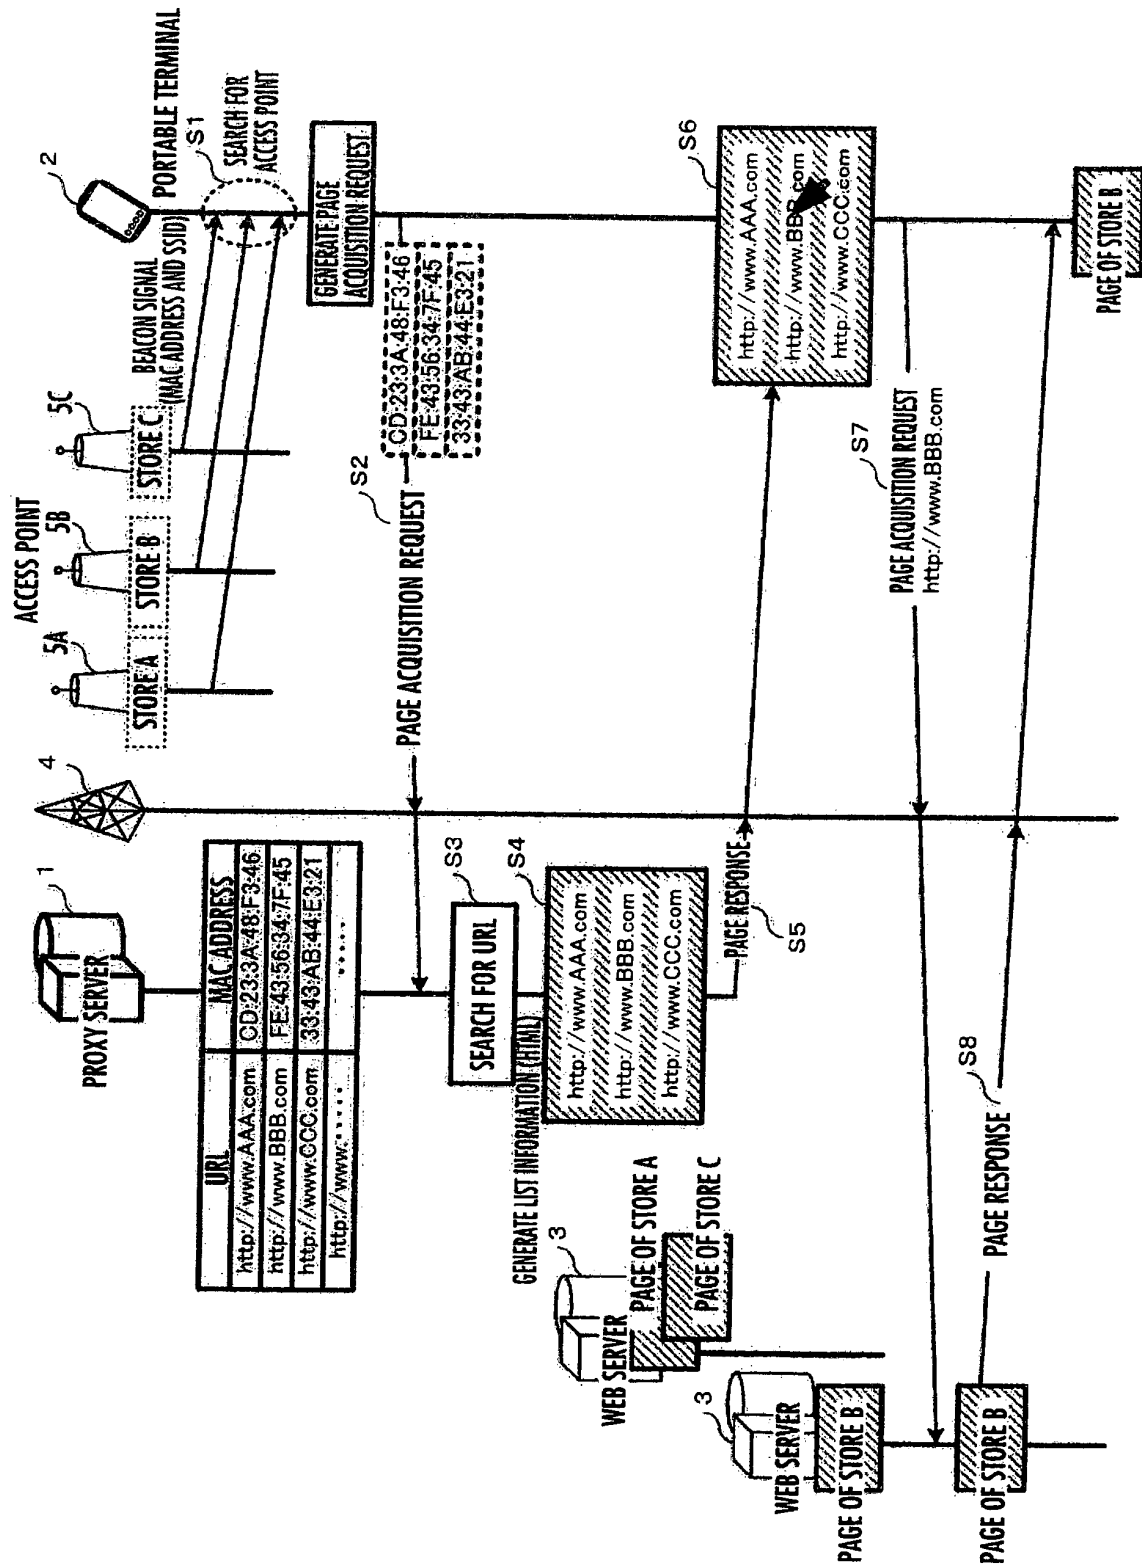 PROXY SERVER
1
4
ACCESS POINT
5A
STORE A
5B
STORE B
5C
STORE C
2
PORTABLE TERMINAL
BEACON SIGNAL
(MAC ADDRESS AND SSID)
S1
SEARCH FOR
ACCESS POINT
URL
MAC ADDRESS
http://www.AAA.com
CD:23:3A:48:F3:46
http://www.BBB.com
FE:43:56:34:7F:45
http://www.CCC.com
33:43:AB:44:E3:21
http://www.......
......
GENERATE PAGE
ACQUISITION REQUEST
CD:23:3A:48:F3:46
FE:43:56:34:7F:45
33:43:AB:44:E3:21
S2
PAGE ACQUISITION REQUEST
S3
SEARCH FOR URL
GENERATE LIST INFORMATION (HTML)
S4
http://www.AAA.com
http://www.BBB.com
http://www.CCC.com
PAGE RESPONSE
S5
S6
http://www.AAA.com
http://www.BBB.com
http://www.CCC.com
3
WEB SERVER
PAGE OF STORE A
PAGE OF STORE C
3
WEB SERVER
PAGE OF STORE B
S7
PAGE ACQUISITION REQUEST
http://www.BBB.com
PAGE OF STORE B
PAGE RESPONSE
S8
PAGE OF STORE B